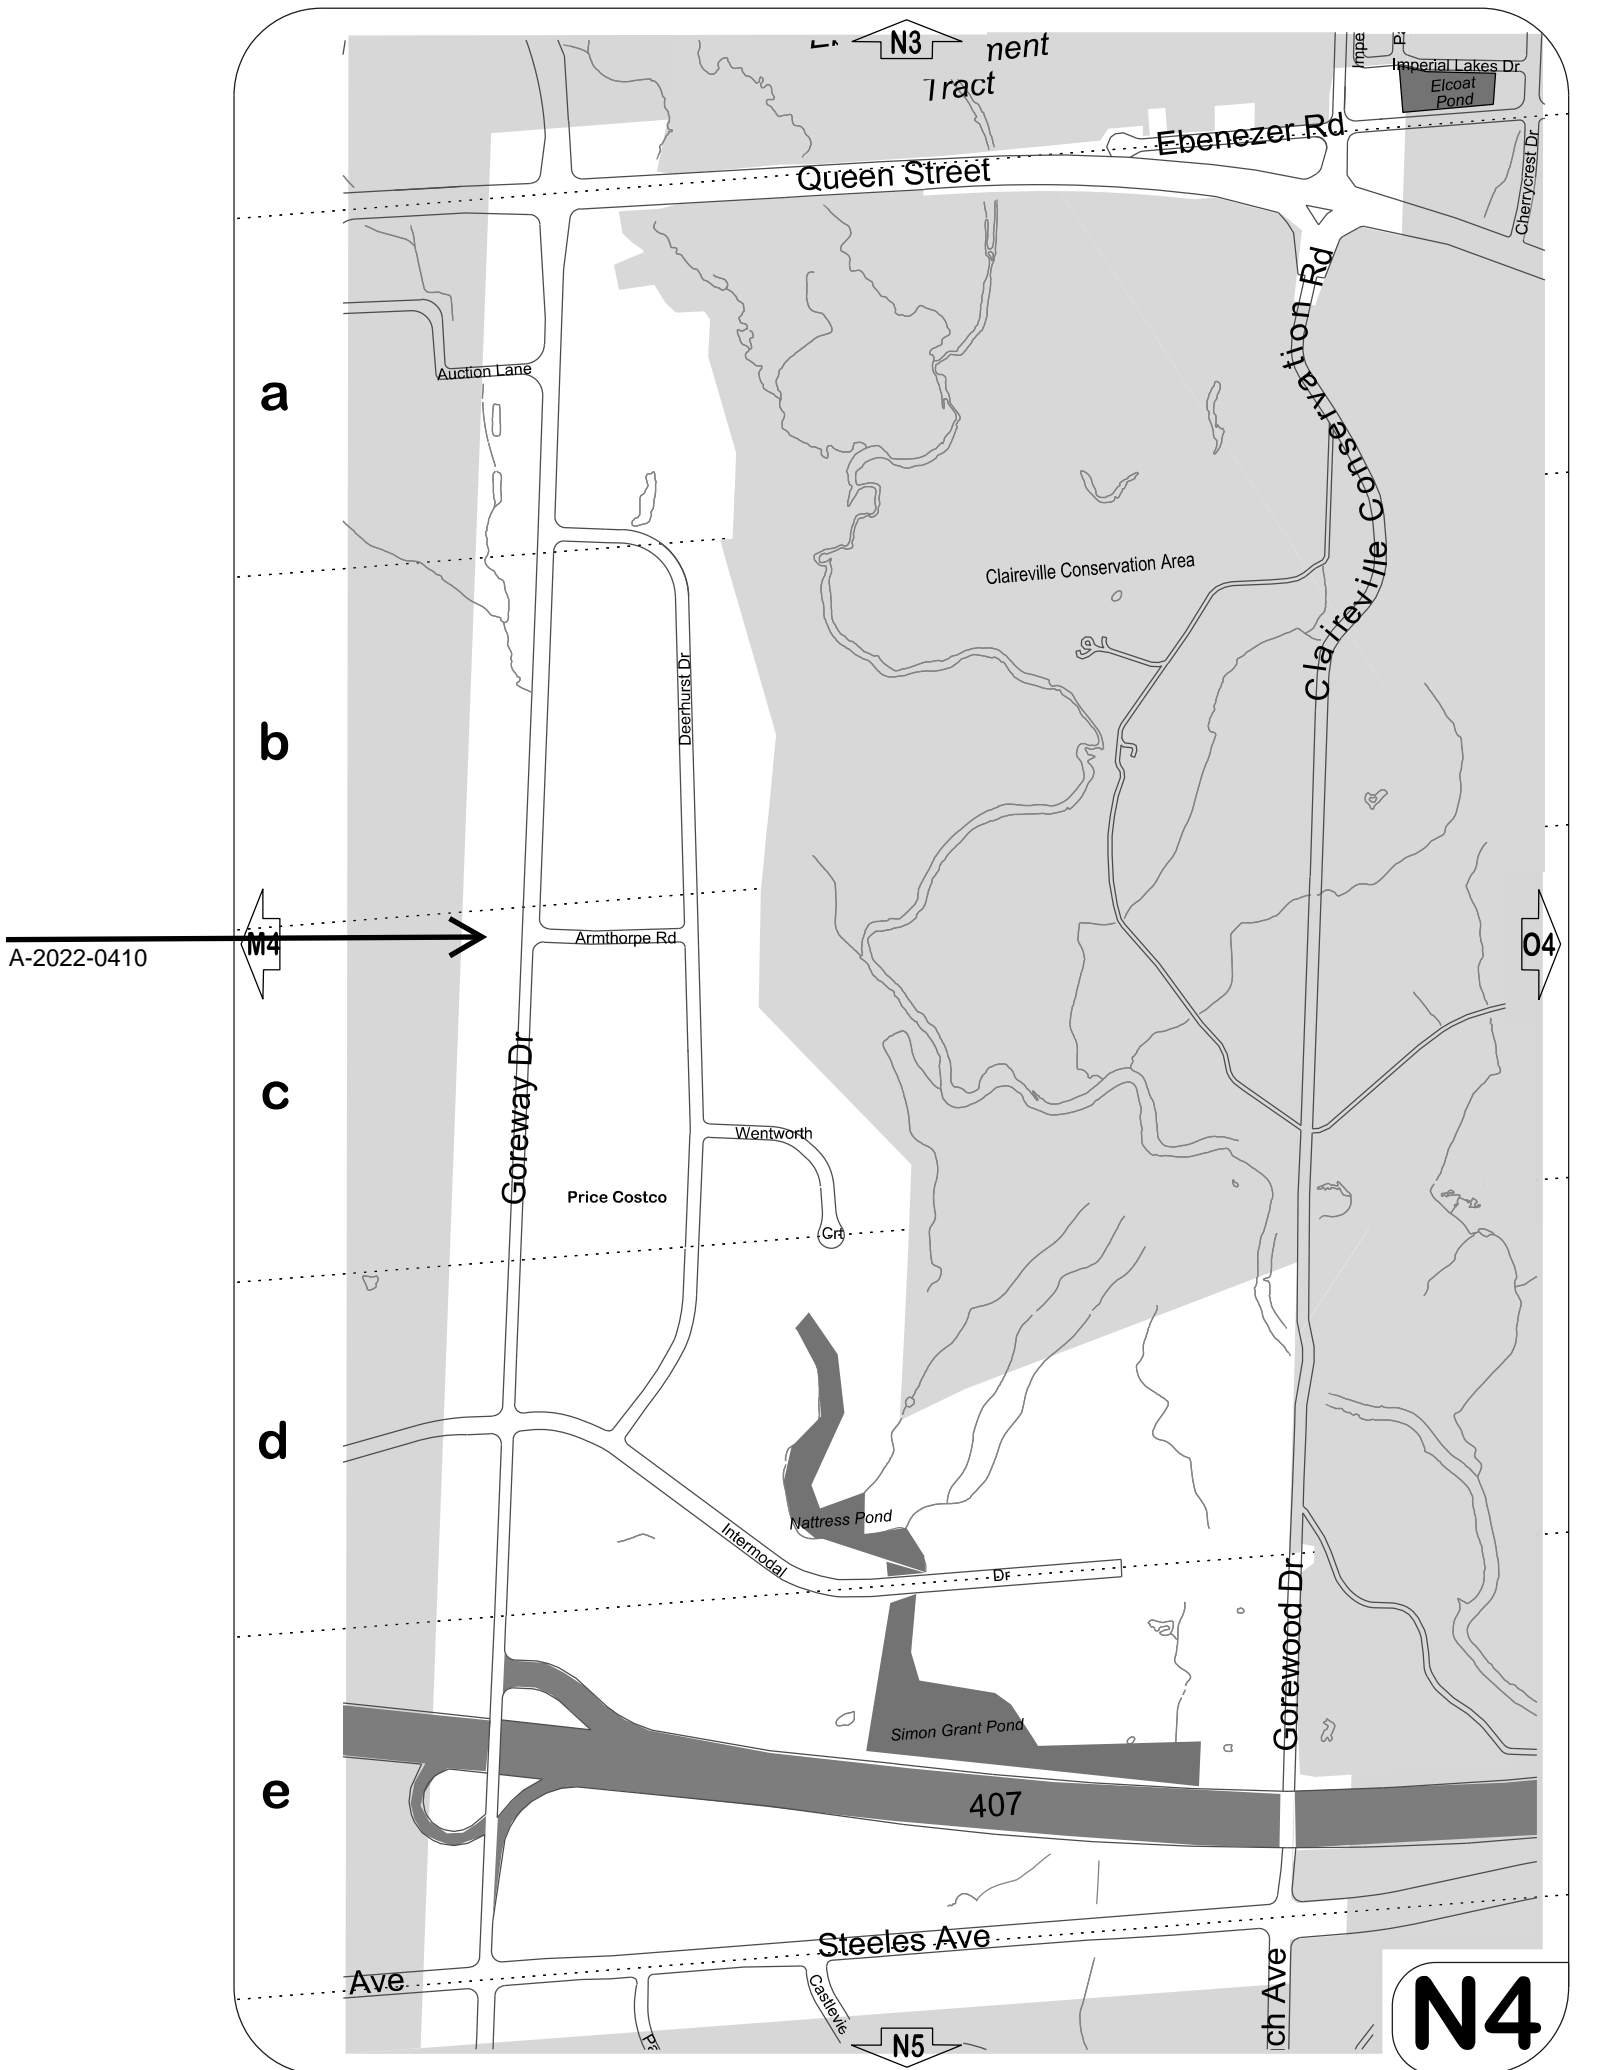 N3
ment
Tract
Imperial Lakes Dr
Elcoat
Pond
Ebenezer Rd
Queen Street
Cherrycrest Dr
Auction Lane
a
Claireville Conservation Rd
Claireville Conservation Area
Deerhurst Dr
b
M4
O4
A-2022-0410
Armthorpe Rd
Goreway Dr
c
Wentworth
Crt
Price Costco
d
Nattress Pond
Intermodal
Dr
Gorewood Dr
Simon Grant Pond
e
407
Steeles Ave
Ave
Castlevie
ch Ave
N5
N4